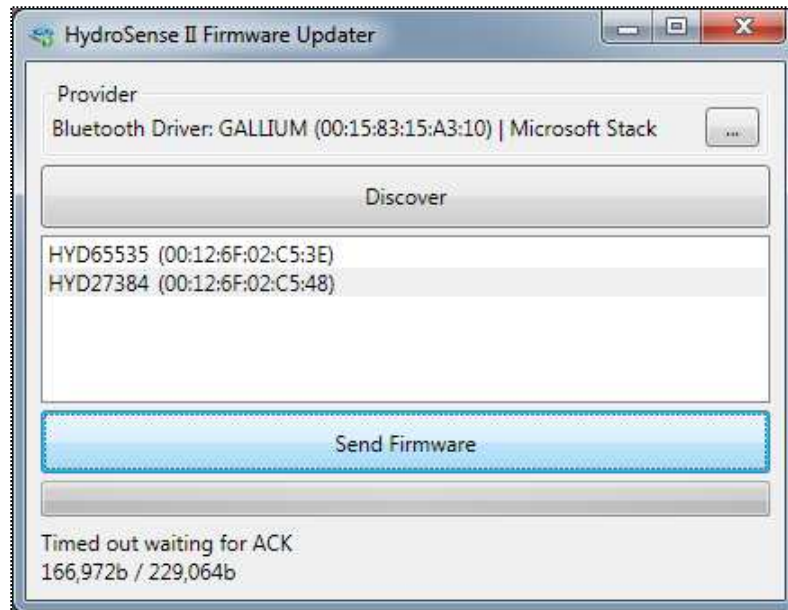 HydroSense II Firmware Updater
Provider
Bluetooth Driver: GALLIUM (00:15:83:15:A3:10) | Microsoft Stack
...
Discover
HYD65535 (00:12:6F:02:C5:3E)
HYD27384 (00:12:6F:02:C5:48)
Send Firmware
Timed out waiting for ACK
166,972b / 229,064b